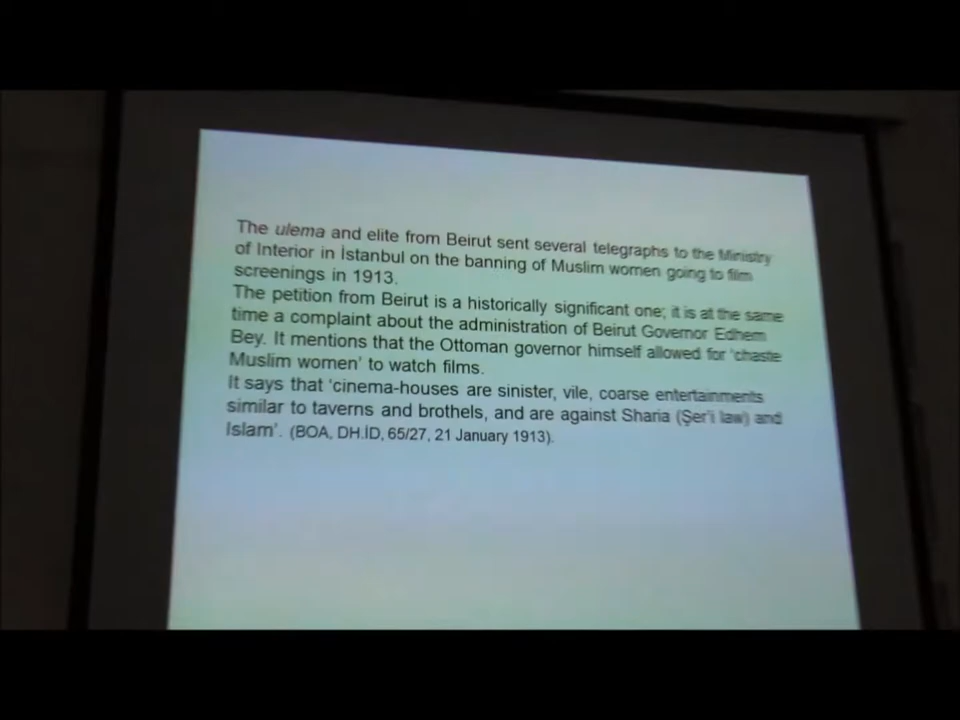 The ulema and elite from Beirut sent several telegraphs to the Ministry
of Interior in İstanbul on the banning of Muslim women going to film
screenings in 1913.
The petition from Beirut is a historically significant one; it is at the same
time a complaint about the administration of Beirut Governor Edhem
Bey. It mentions that the Ottoman governor himself allowed for 'chaste
Muslim women' to watch films.
It says that 'cinema-houses are sinister, vile, coarse entertainments
similar to taverns and brothels, and are against Sharia (Şer'i law) and
Islam'. (BOA, DH.İD, 65/27, 21 January 1913).